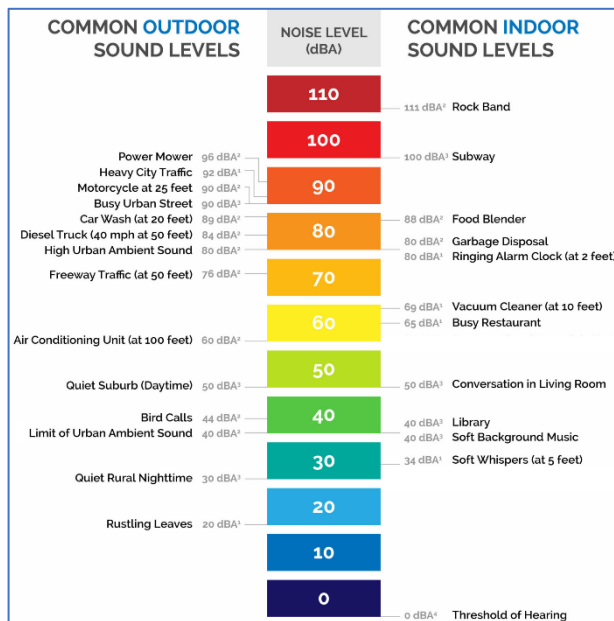 COMMON OUTDOOR
SOUND LEVELS
NOISE LEVEL
(dBA)
COMMON INDOOR
SOUND LEVELS
110
111 dBA² Rock Band
100
100 dBA³ Subway
Power Mower 96 dBA²
Heavy City Traffic 92 dBA¹
Motorcycle at 25 feet 90 dBA²
Busy Urban Street 90 dBA³
90
Car Wash (at 20 feet) 89 dBA²
Diesel Truck (40 mph at 50 feet) 84 dBA²
High Urban Ambient Sound 80 dBA²
80
88 dBA² Food Blender
80 dBA² Garbage Disposal
80 dBA¹ Ringing Alarm Clock (at 2 feet)
Freeway Traffic (at 50 feet) 76 dBA²
70
69 dBA¹ Vacuum Cleaner (at 10 feet)
65 dBA¹ Busy Restaurant
60
Air Conditioning Unit (at 100 feet) 60 dBA²
50
Quiet Suburb (Daytime) 50 dBA³
50 dBA³ Conversation in Living Room
Bird Calls 44 dBA²
Limit of Urban Ambient Sound 40 dBA²
40
40 dBA³ Library
40 dBA³ Soft Background Music
30
34 dBA¹ Soft Whispers (at 5 feet)
Quiet Rural Nighttime 30 dBA³
20
Rustling Leaves 20 dBA¹
10
0
0 dBA⁴ Threshold of Hearing